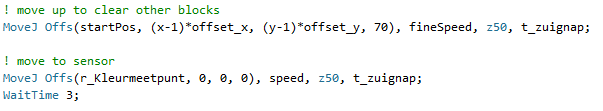 ! move up to clear other blocks
MoveJ Offs(startPos, (x-1)*offset_x, (y-1)*offset_y, 70), fineSpeed, z50, t_zuignap;
! move to sensor
MoveJ Offs(r_Kleurmeetpunt, 0, 0, 0), speed, z50, t_zuignap;
WaitTime 3;